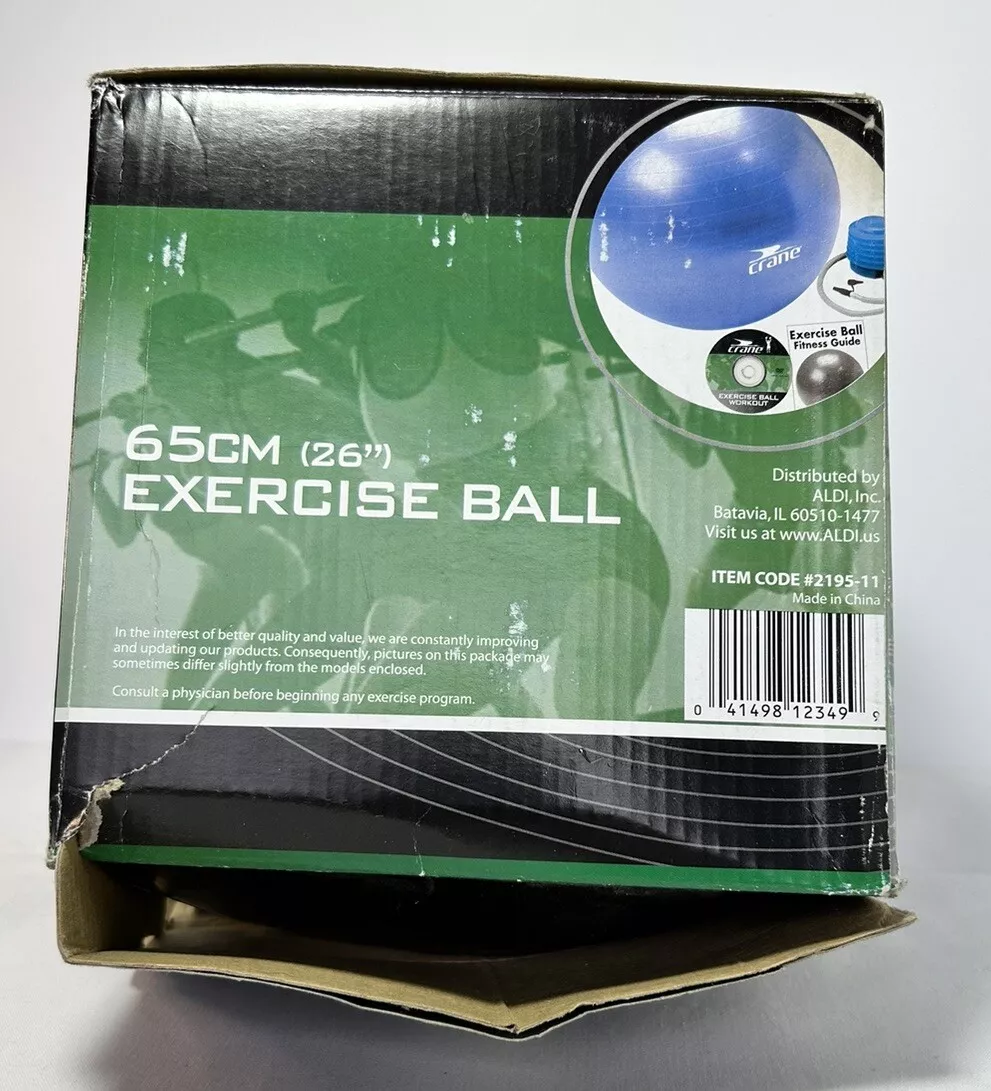 crane
Exercise Ball
Fitness Guide
crane
EXERCISE BALL
WORKOUT
65CM (26”)
EXERCISE BALL
Distributed by
ALDI, Inc.
Batavia, IL 60510-1477
Visit us at www.ALDI.us
ITEM CODE #2195-11
Made in China
In the interest of better quality and value, we are constantly improving
and updating our products. Consequently, pictures on this package may
sometimes differ slightly from the models enclosed.
Consult a physician before beginning any exercise program.
0 41498 12349 9